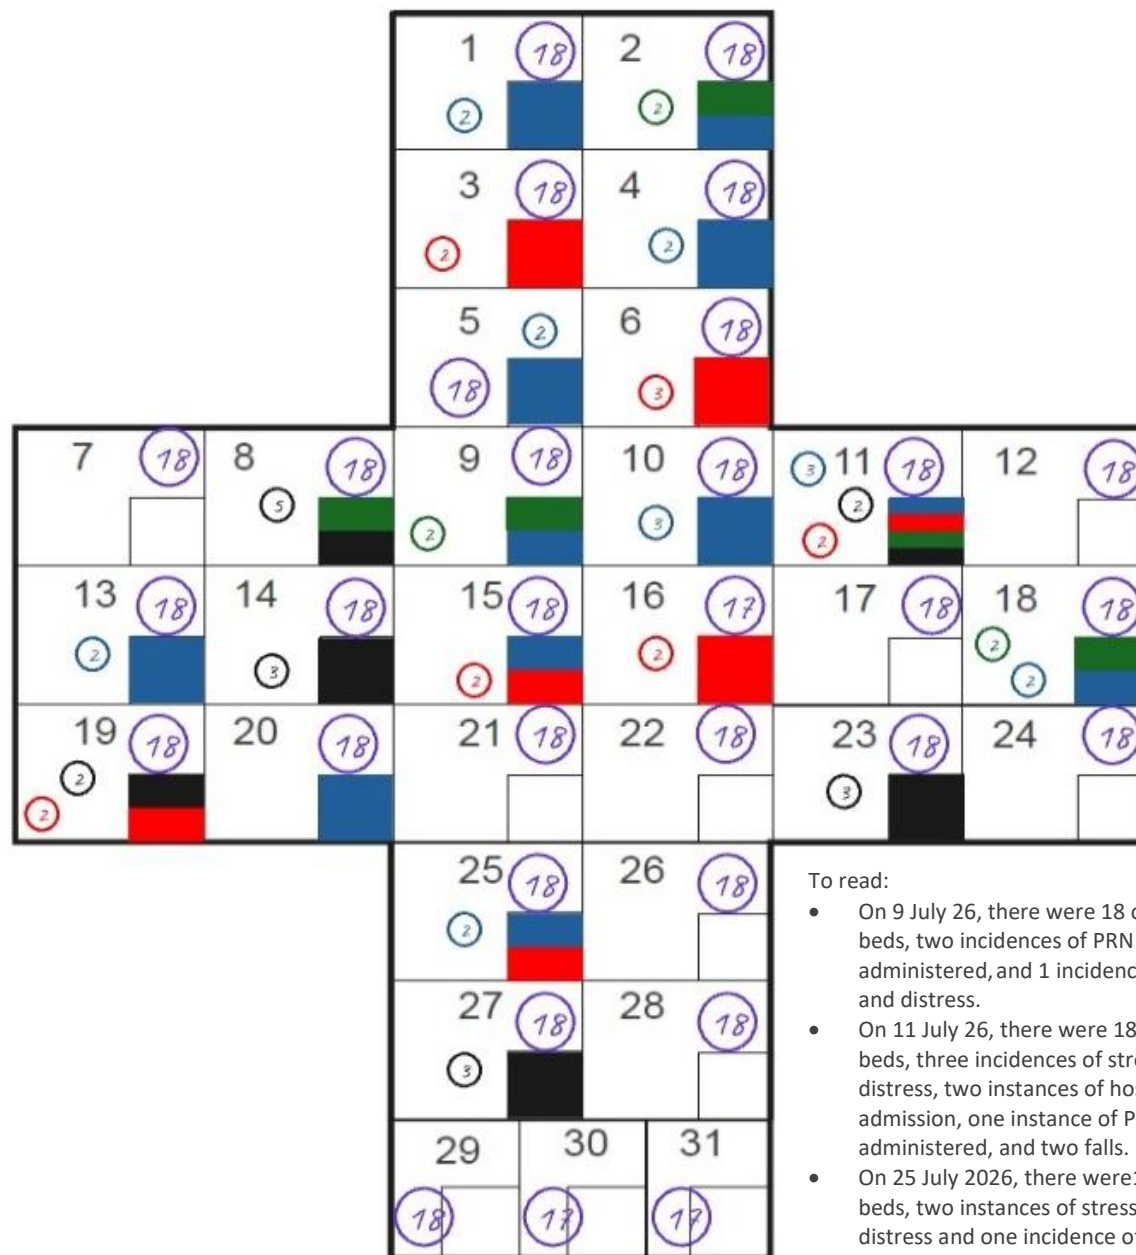 1 18 2 18
2 2
3 18 4 18
2 2
5 2 6 18
18 3
7 18 8 18 9 18 10 18 3 11 18 12 18
5 2 3 2 2
13 18 14 18 15 18 16 17 17 18 18 18
2 3 2 2 2 2
19 18 20 18 21 18 22 18 23 18 24 18
2 2 3
25 18 26 18
2
27 18 28 18
3
29 30 31
18 17 17
To read:
• On 9 July 26, there were 18
beds, two incidences of PRN
administered, and 1
and distress.
• On 11 July 26, there were 18
beds, three incidences of
distress, two instances of
admission, one instance of
administered, and two falls.
• On 25 July 2026, there
beds, two instances of stress
distress and one incidence